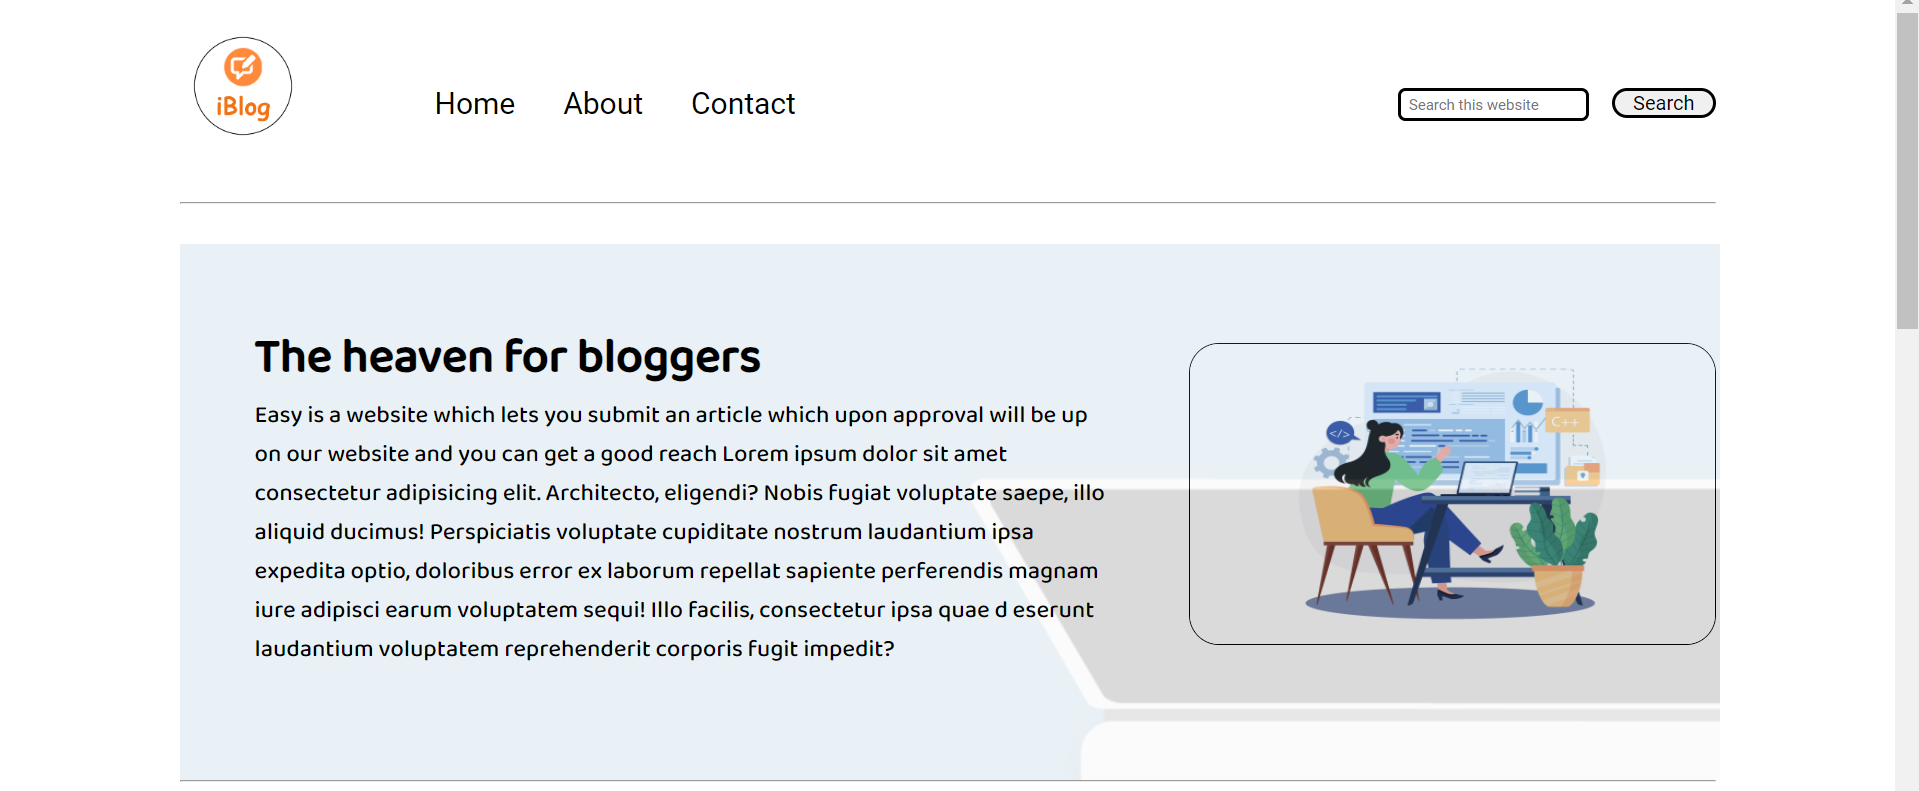 iBlog
Home About Contact
Search this website Search
The heaven for bloggers
Easy is a website which lets you submit an article which upon approval will be up
on our website and you can get a good reach Lorem ipsum dolor sit amet
consectetur adipisicing elit. Architecto, eligendi? Nobis fugiat voluptate saepe, illo
aliquid ducimus! Perspiciatis voluptate cupiditate nostrum laudantium ipsa
expedita optio, doloribus error ex laborum repellat sapiente perferendis magnam
iure adipisci earum voluptatem sequi! Illo facilis, consectetur ipsa quae d eserunt
laudantium voluptatem reprehenderit corporis fugit impedit?
C++
</>